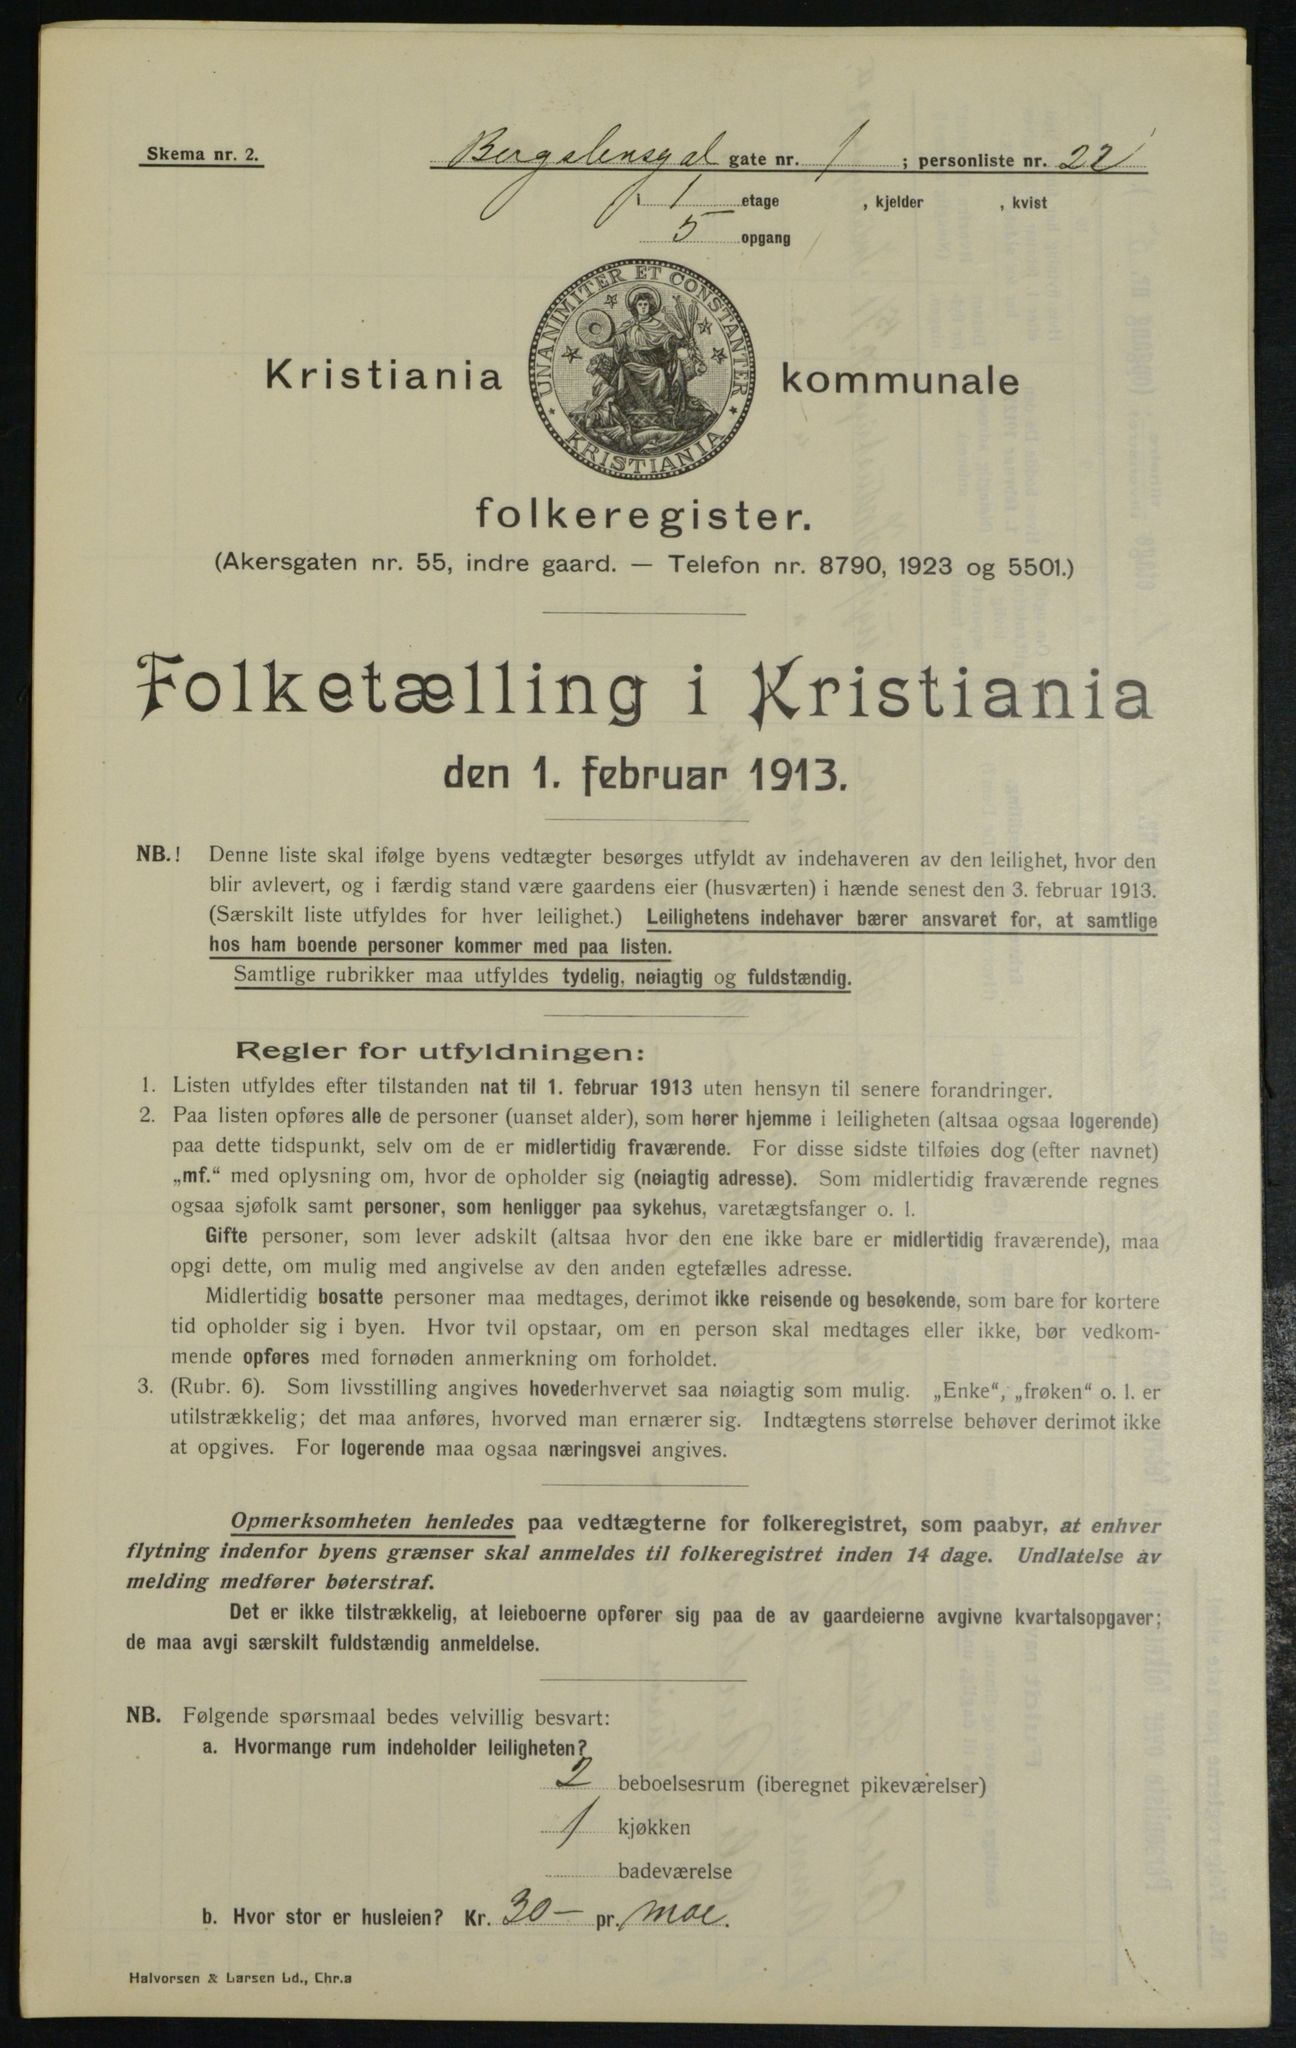 Skema nr. 2.
Bergslensgal gate nr. 1 ; personliste nr. 22
i 1 etage , kjelder , kvist
5 opgang
UNANIMITER ET CONSTANTER
KRISTIANIA
Kristiania kommunale
folkeregister.
(Akersgaten nr. 55, indre gaard. — Telefon nr. 8790, 1923 og 5501.)
Folketælling i Kristiania
den 1. februar 1913.
NB.! Denne liste skal ifølge byens vedtægter besørges utfyldt av indehaveren av den leilighet, hvor den
blir avlevert, og i færdig stand være gaardens eier (husværten) i hænde senest den 3. februar 1913.
(Særskilt liste utfyldes for hver leilighet.) Leilighetens indehaver bærer ansvaret for, at samtlige
hos ham boende personer kommer med paa listen.
Samtlige rubrikker maa utfyldes tydelig, nøiagtig og fuldstændig.
Regler for utfyldningen:
1. Listen utfyldes efter tilstanden nat til 1. februar 1913 uten hensyn til senere forandringer.
2. Paa listen opføres alle de personer (uanset alder), som hører hjemme i leiligheten (altsaa ogsaa logerende)
paa dette tidspunkt, selv om de er midlertidig fraværende. For disse sidste tilføies dog (efter navnet)
„mf.“ med oplysning om, hvor de opholder sig (nøiagtig adresse). Som midlertidig fraværende regnes
ogsaa sjøfolk samt personer, som henligger paa sykehus, varetægtsfanger o. l.
Gifte personer, som lever adskilt (altsaa hvor den ene ikke bare er midlertidig fraværende), maa
opgi dette, om mulig med angivelse av den anden egtefælles adresse.
Midlertidig bosatte personer maa medtages, derimot ikke reisende og besøkende, som bare for kortere
tid opholder sig i byen. Hvor tvil opstaar, om en person skal medtages eller ikke, bør vedkom-
mende opføres med fornøden anmerkning om forholdet.
3. (Rubr. 6). Som livsstilling angives hovederhvervet saa nøiagtig som mulig. „Enke“, „frøken“ o. l. er
utilstrækkelig; det maa anføres, hvorved man ernærer sig. Indtægtens størrelse behøver derimot ikke
at opgives. For logerende maa ogsaa næringsvei angives.
Opmerksomheten henledes paa vedtægterne for folkeregistret, som paabyr, at enhver
flytning indenfor byens grænser skal anmeldes til folkeregistret inden 14 dage. Undlatelse av
melding medfører bøterstraf.
Det er ikke tilstrækkelig, at leieboerne opfører sig paa de av gaardeierne avgivne kvartalsopgaver;
de maa avgi særskilt fuldstændig anmeldelse.
NB. Følgende spørsmaal bedes velvillig besvart:
a. Hvormange rum indeholder leiligheten?
2 beboelsesrum (iberegnet pikeværelser)
1 kjøkken
badeværelse
b. Hvor stor er husleien? Kr. 30 – pr. moe.
Halvorsen & Larsen Ld., Chr.a